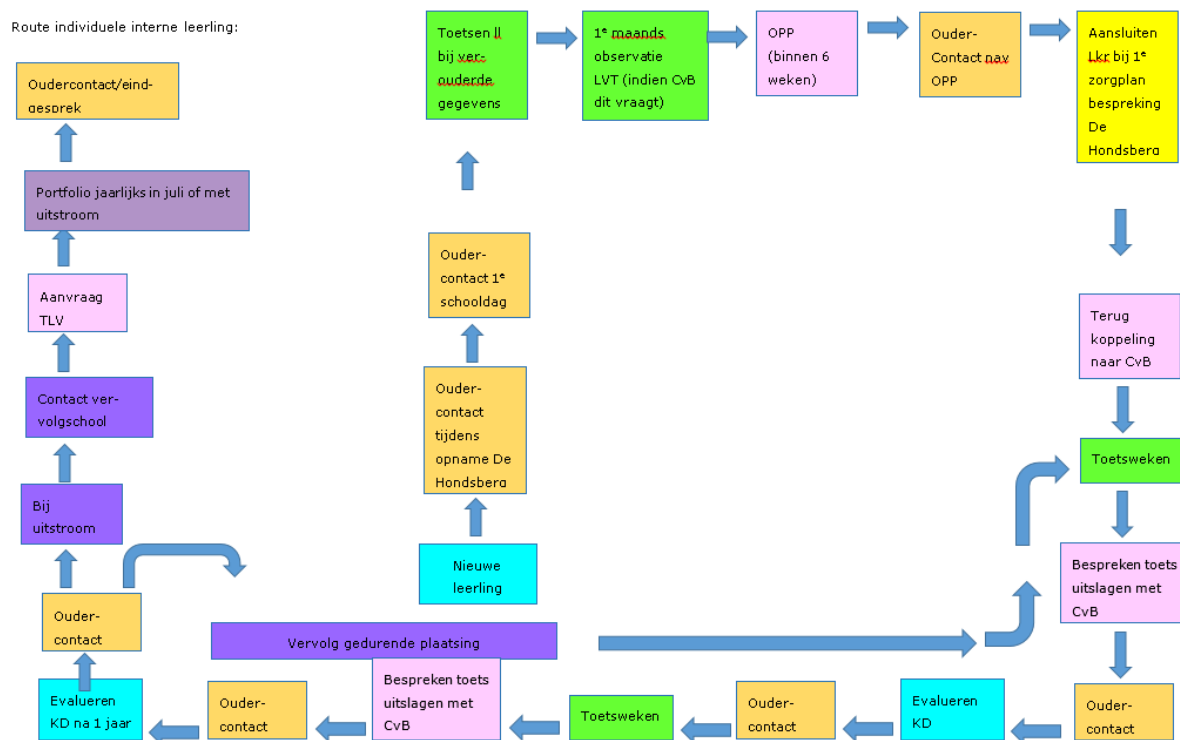 Route individuele interne leerling:
Oudercontact/eind-
gesprek
Portfolio jaarlijks in juli of met
uitstroom
Aanvraag
TLV
Contact ver-
volgschool
Bij
uitstroom
Ouder-
contact
Evalueren
KD na 1 jaar
Toetsen ll
bij ver-
ouderde
gegevens
1e maands
observatie
LVT (indien CvB
dit vraagt)
OPP
(binnen 6
weken)
Ouder-
Contact nav
OPP
Aansluiten
Lkr bij 1e
zorgplan
bespreking
De
Hondsberg
Ouder-
contact 1e
schooldag
Ouder-
contact
tijdens
opname De
Hondsberg
Nieuwe
leerling
Terug
koppeling
naar CvB
Toetsweken
Bespreken toets
uitslagen met
CvB
Vervolg gedurende plaatsing
Ouder-
contact
Bespreken toets
uitslagen met
CvB
Toetsweken
Ouder-
contact
Evalueren
KD
Ouder-
contact